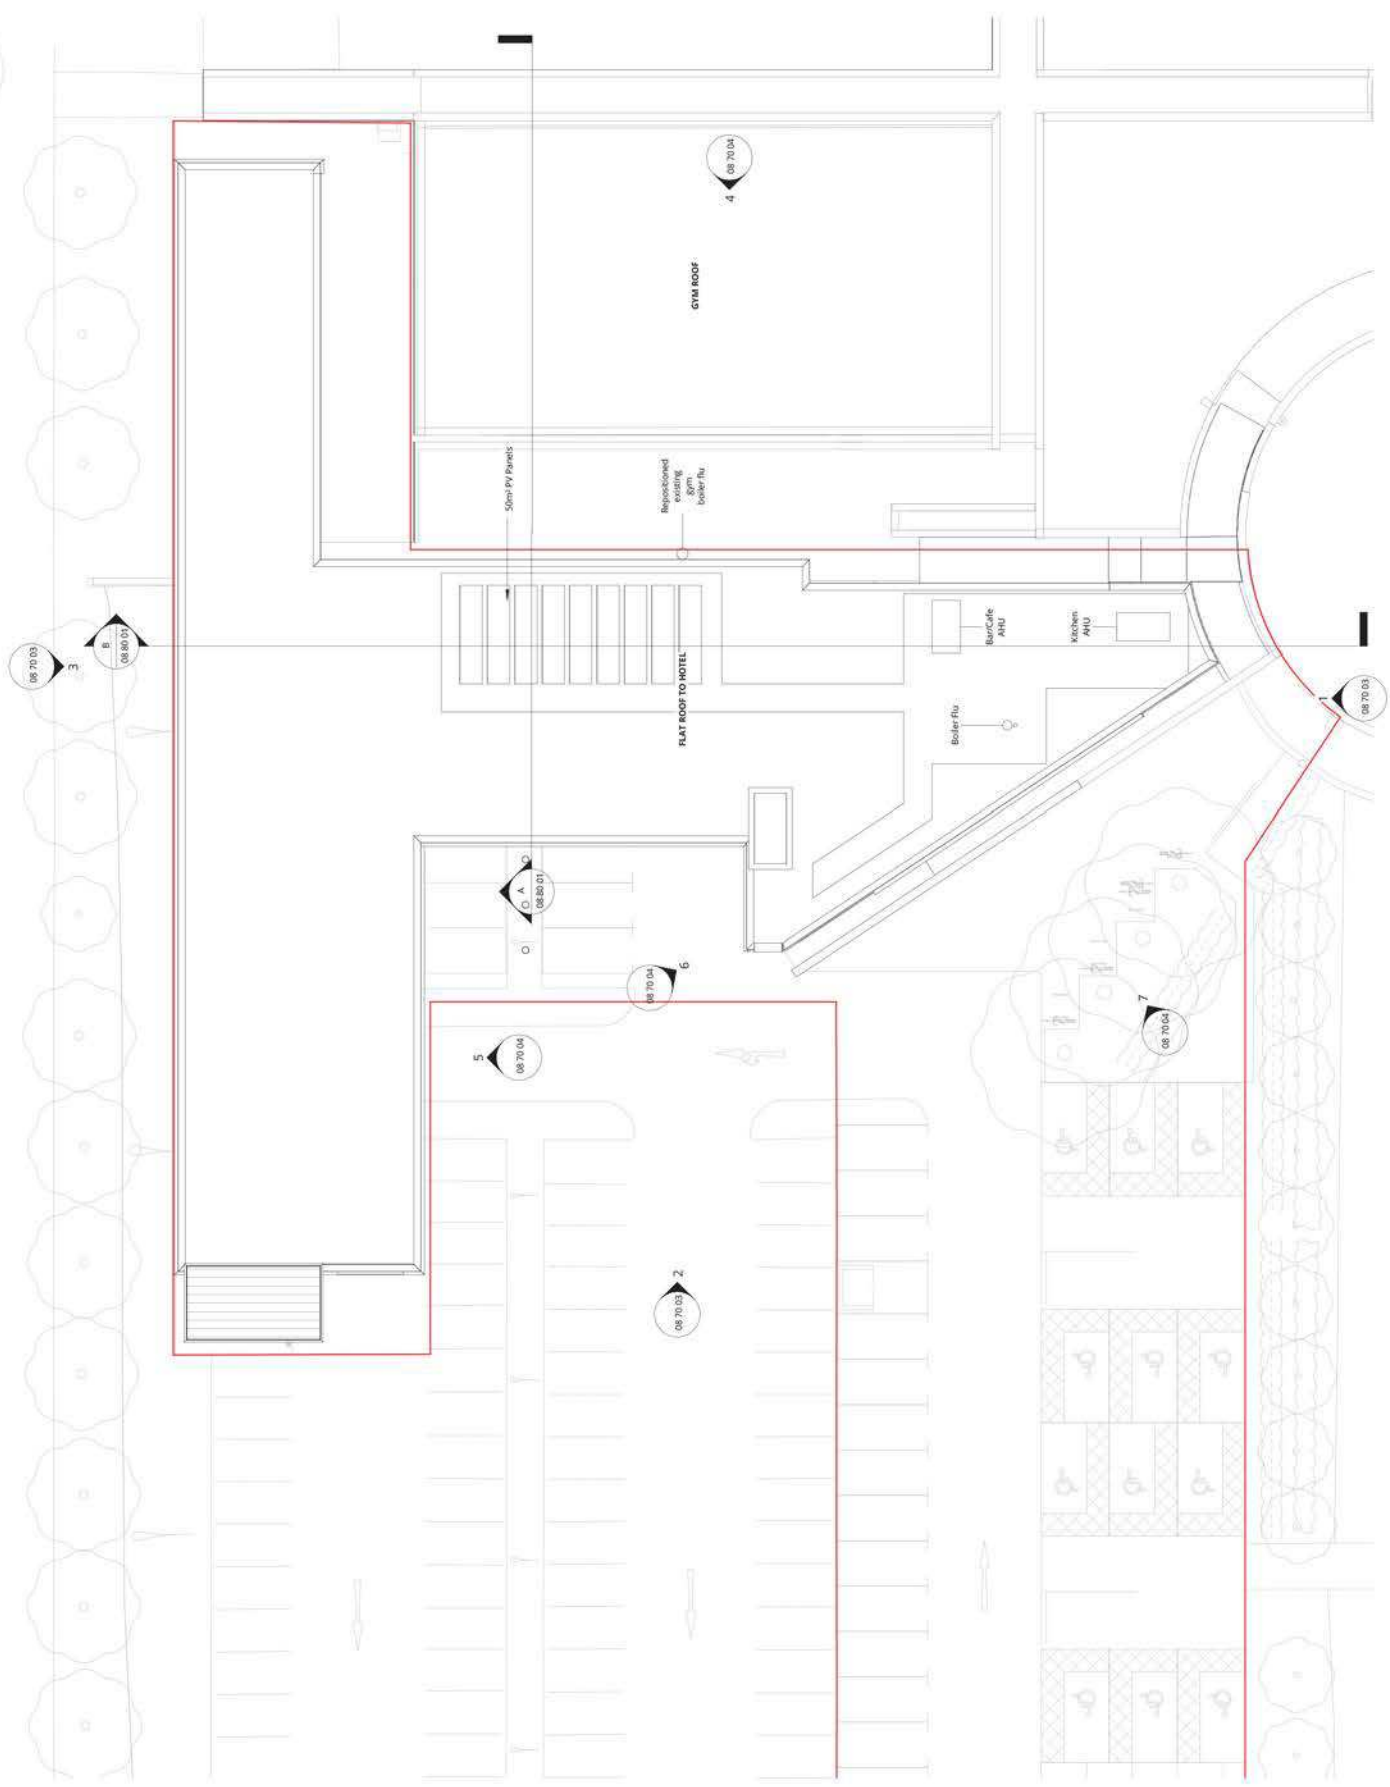 08 70 03
3
B
08 80 01
08 70 04
4
GYM ROOF
50m² PV Panels
Repositioned
existing
gym
boiler flu
FLAT ROOF TO HOTEL
Bar/Cafe
AHU
Kitchen
AHU
Boiler Flu
1
08 70 03
A
08 80 01
6
08 70 04
5
08 70 04
7
08 70 04
2
08 70 03